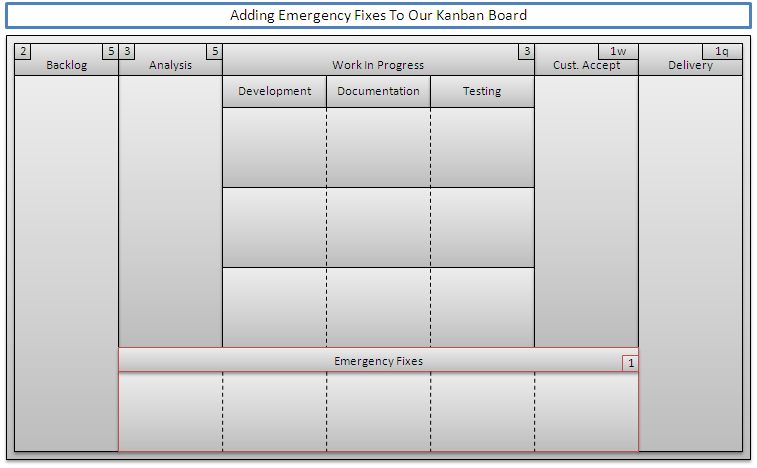 Adding Emergency Fixes To Our Kanban Board
2 5 3 5 3 1w 1q
Backlog Analysis Work In Progress Cust. Accept Delivery
Development Documentation Testing
Emergency Fixes 1